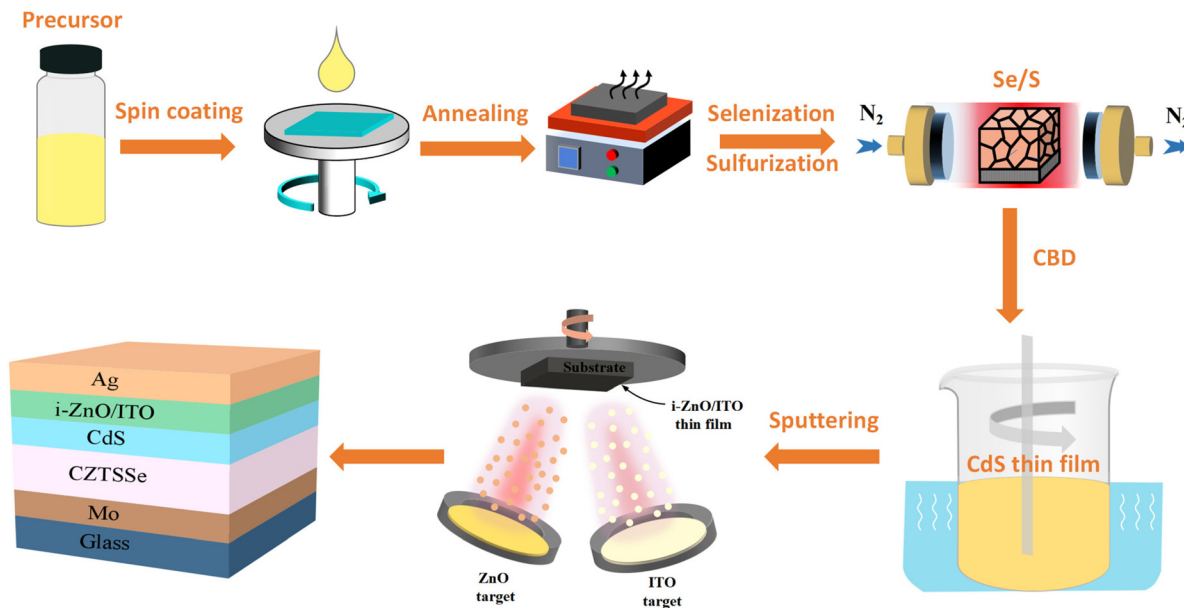 Precursor
Spin coating
Annealing
Selenization
Sulfurization
Se/S
N₂
N₂
CBD
CdS thin film
Sputtering
Substrate
i-ZnO/ITO
thin film
ZnO
target
ITO
target
Ag
i-ZnO/ITO
CdS
CZTSSe
Mo
Glass